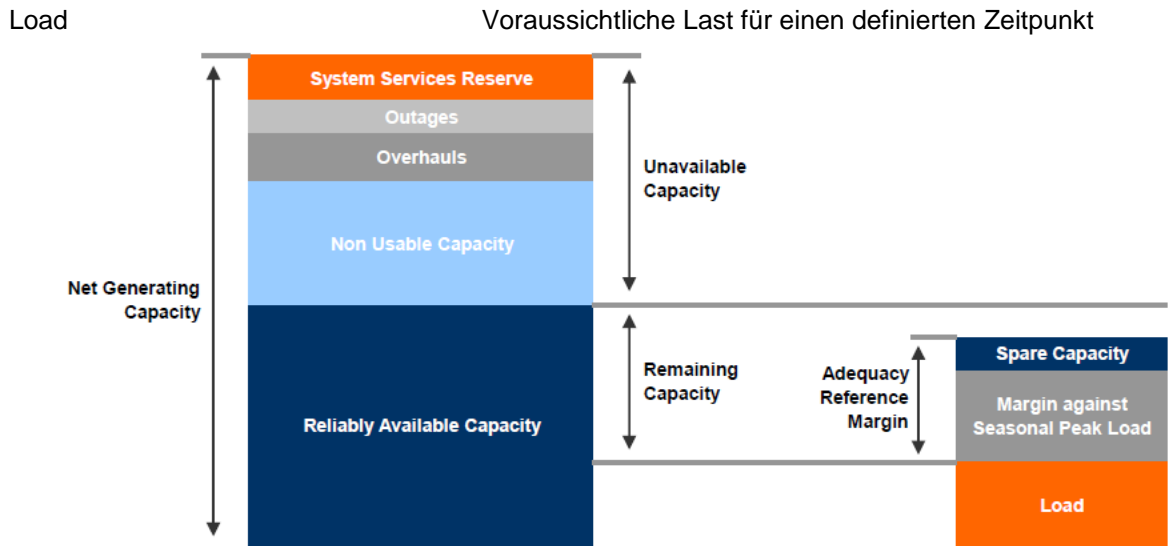 Load
Voraussichtliche Last für einen definierten Zeitpunkt
System Services Reserve
Outages
Overhauls
Non Usable Capacity
Reliably Available Capacity
Net Generating
Capacity
Unavailable
Capacity
Remaining
Capacity
Adequacy
Reference
Margin
Spare Capacity
Margin against
Seasonal Peak Load
Load